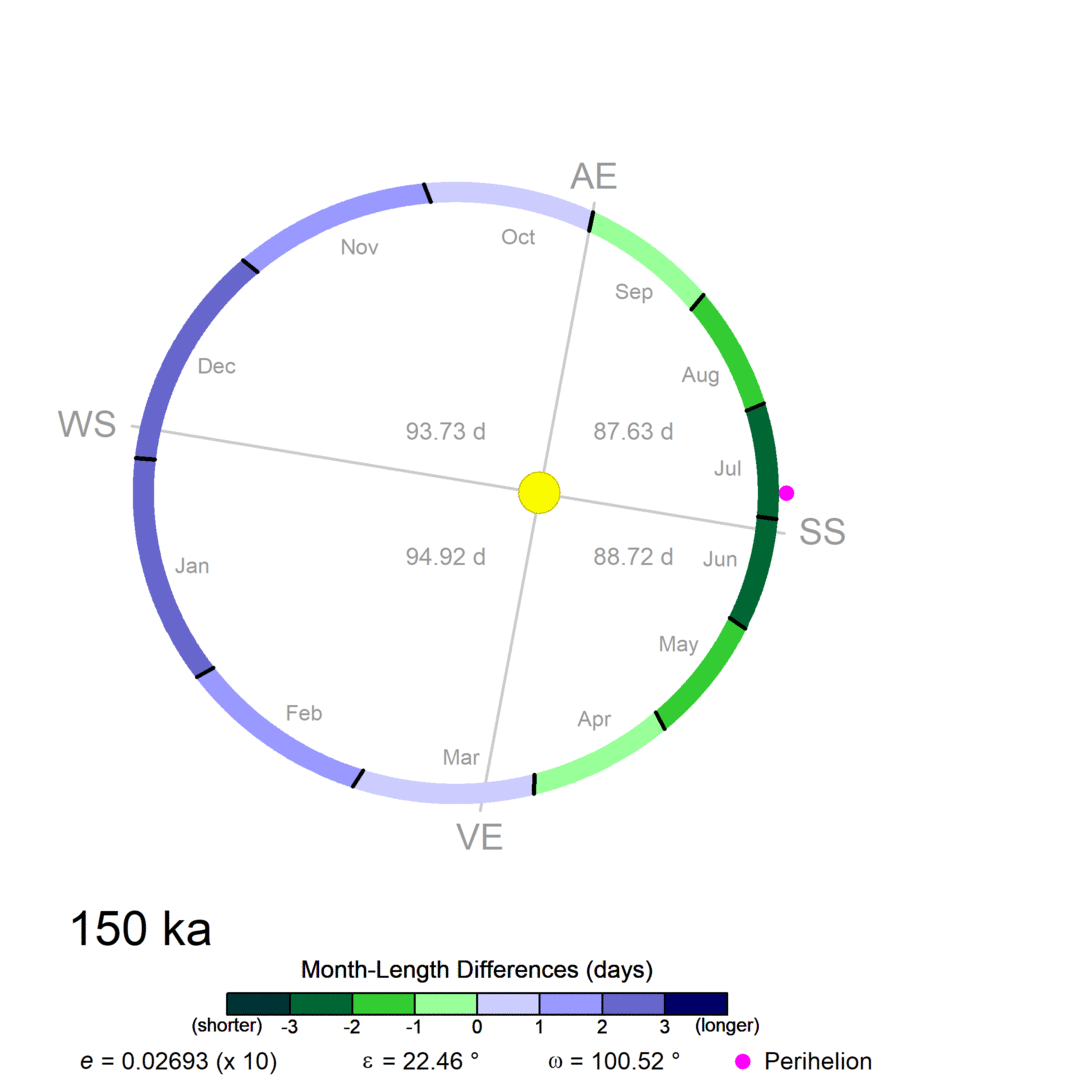 AE
Oct
Nov
Sep
Dec
Aug
WS
93.73 d
87.63 d
Jul
SS
94.92 d
88.72 d
Jun
Jan
May
Feb
Apr
Mar
VE
150 ka
Month-Length Differences (days)
(shorter) -3 -2 -1 0 1 2 3 (longer)
e = 0.02693 (x 10) ε = 22.46 ° ω = 100.52 ° Perihelion